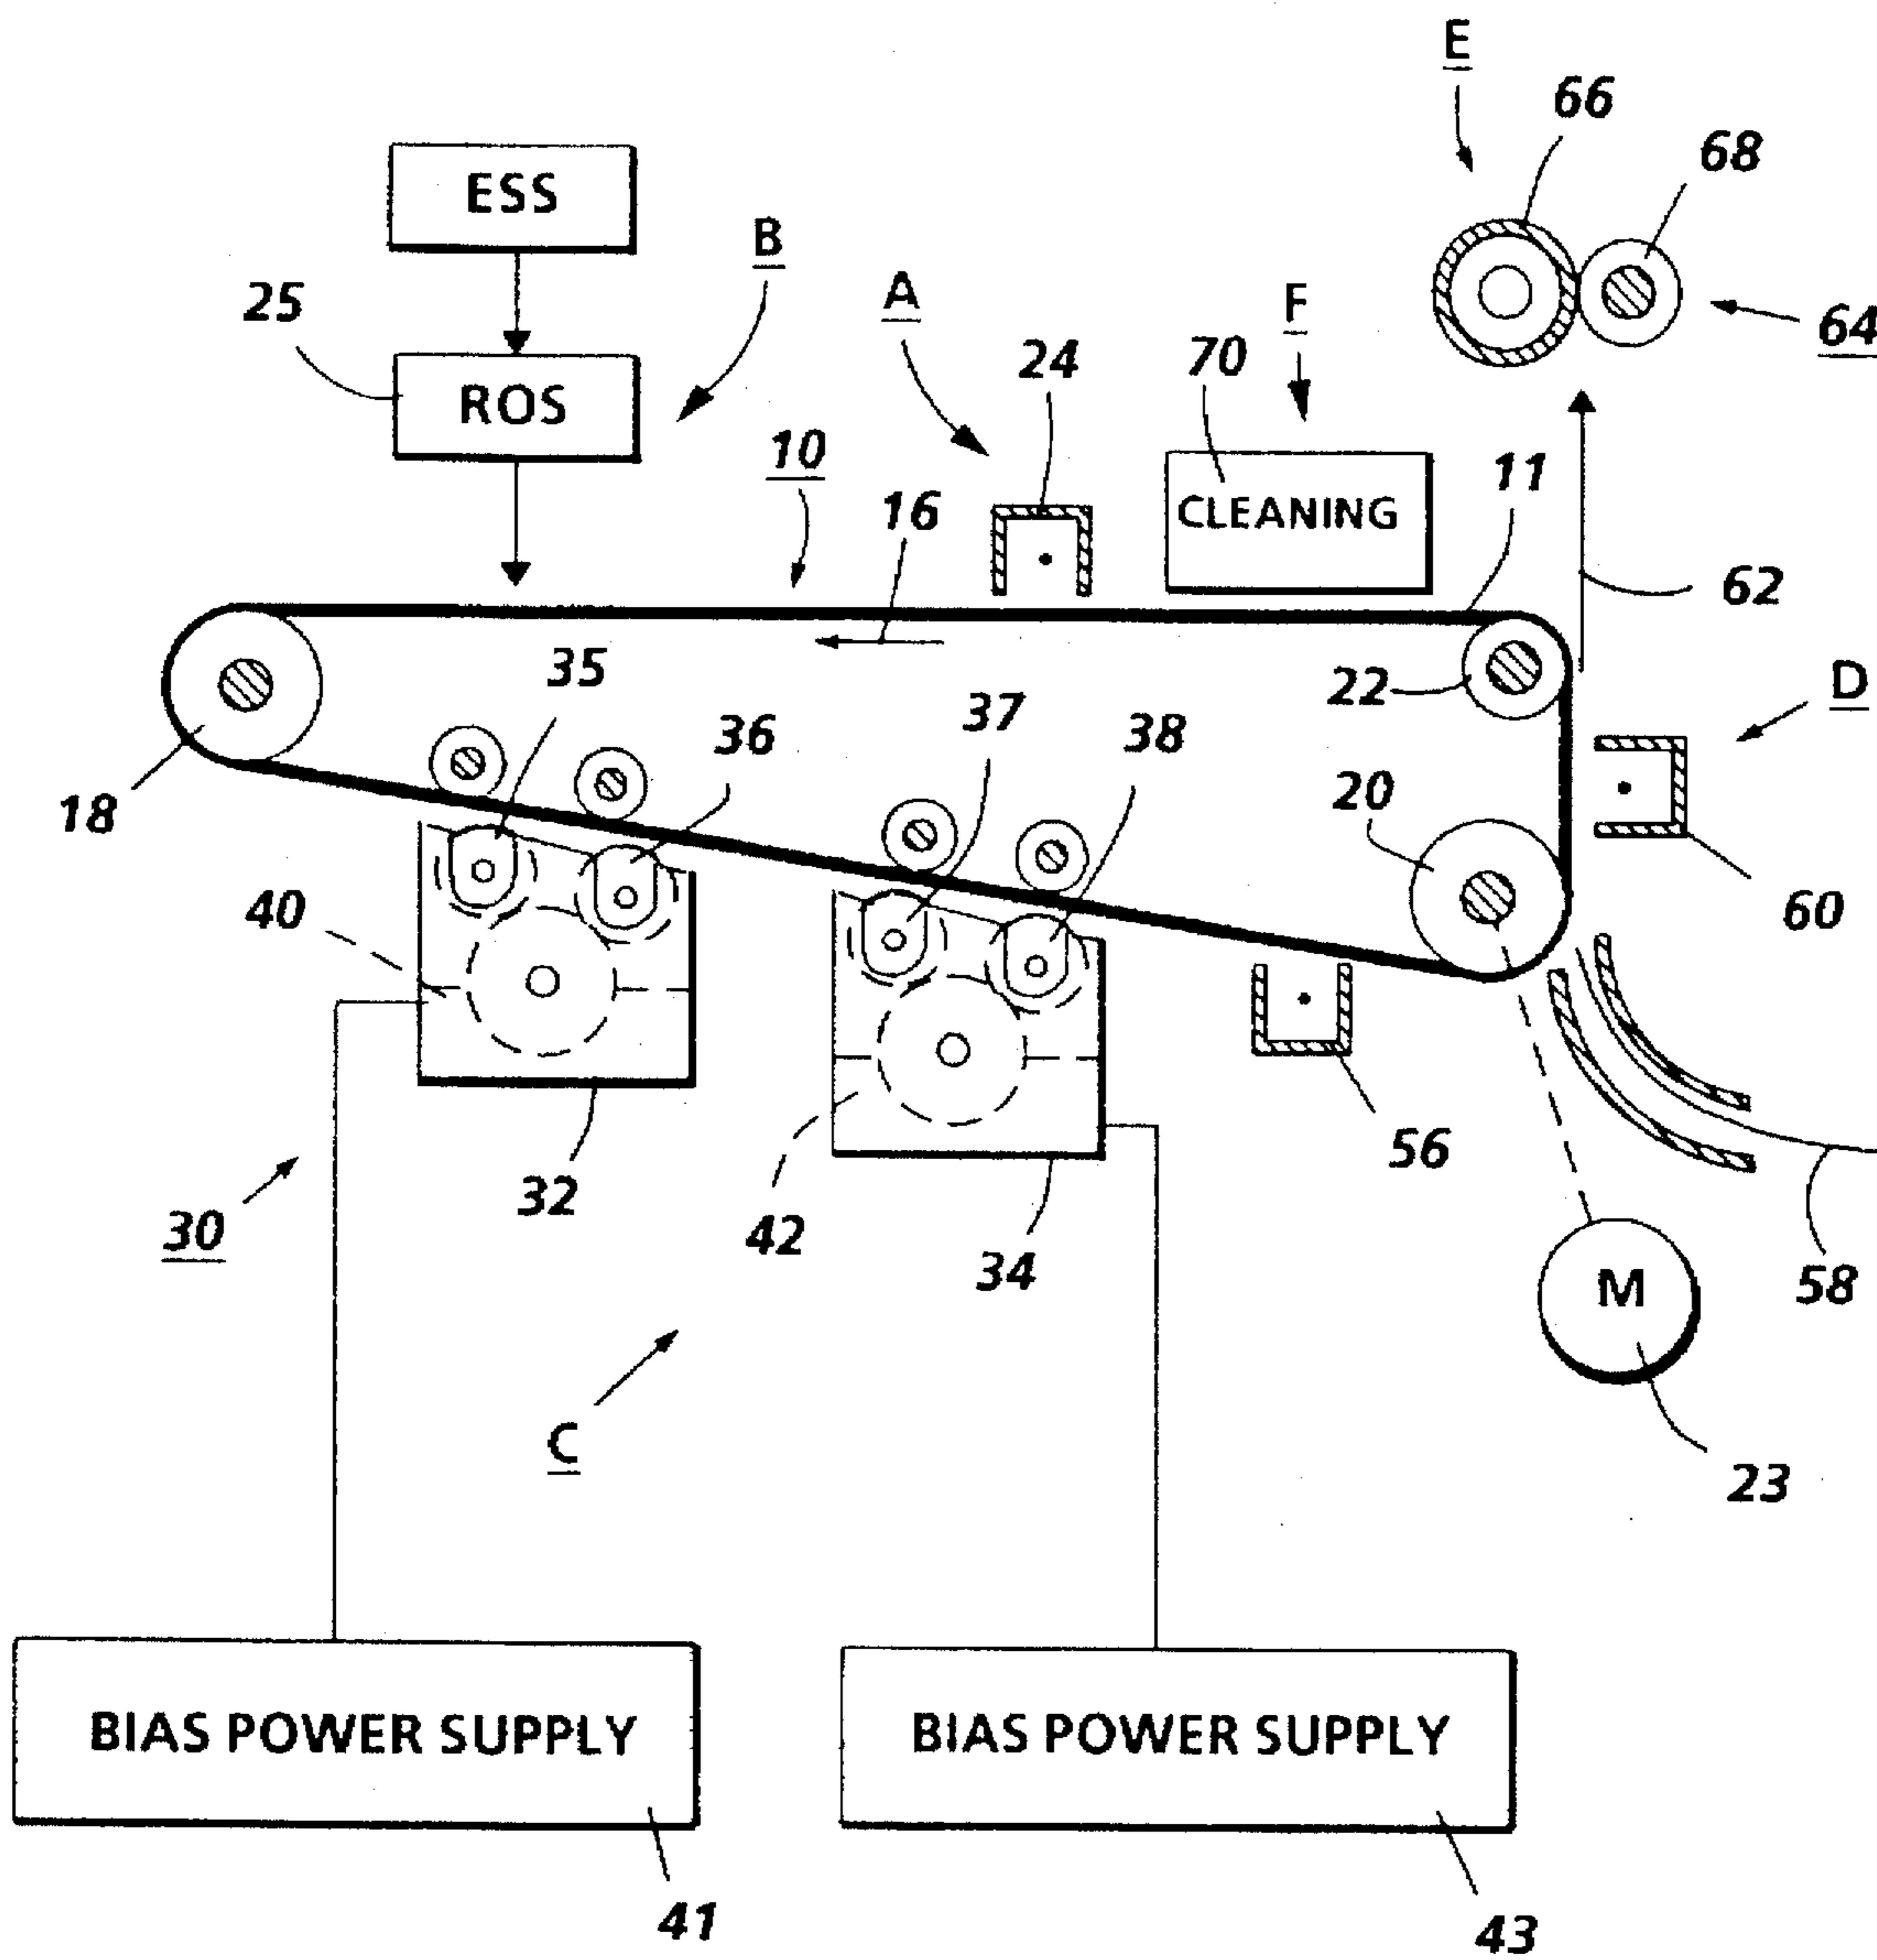 E
66
68
ESS
B
A
F
25
24
70
64
ROS
10
16
11
CLEANING
62
35
22
D
37
36
38
18
20
40
60
56
32
30
42
34
58
M
C
23
BIAS POWER SUPPLY
BIAS POWER SUPPLY
41
43